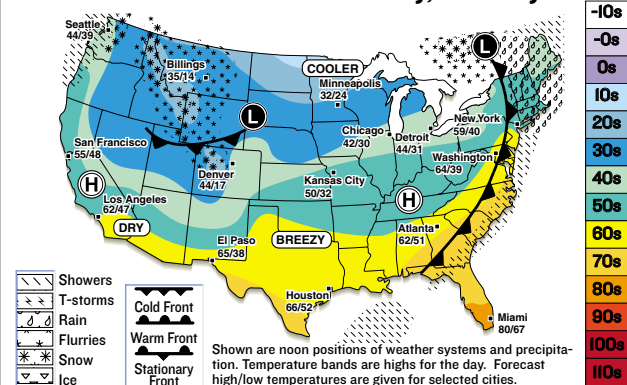 Seattle
44/39
Billings
35/14
COOLER
Minneapolis
32/24
L
L
New York
59/40
Chicago
42/30
Detroit
44/31
San Francisco
55/48
Washington
64/39
Denver
44/17
Kansas City
50/32
H
H
Los Angeles
62/47
DRY
Atlanta
62/51
El Paso
65/38
BREEZY
Houston
66/52
Miami
80/67
Showers
T-storms
Rain
Flurries
Snow
Ice
Cold Front
Warm Front
Stationary
Front
Shown are noon positions of weather systems and precipita-
tion. Temperature bands are highs for the day. Forecast
high/low temperatures are given for selected cities.
-10s
-0s
0s
10s
20s
30s
40s
50s
60s
70s
80s
90s
100s
110s